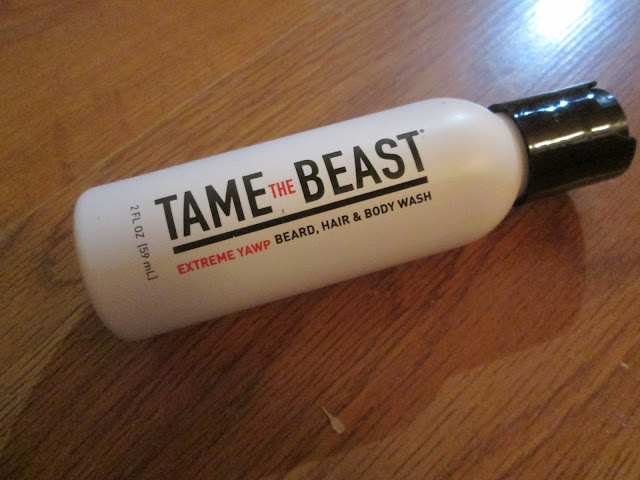 TAME THE BEAST®
EXTREME YAWP BEARD, HAIR & BODY WASH
2 FL OZ (59 mL)